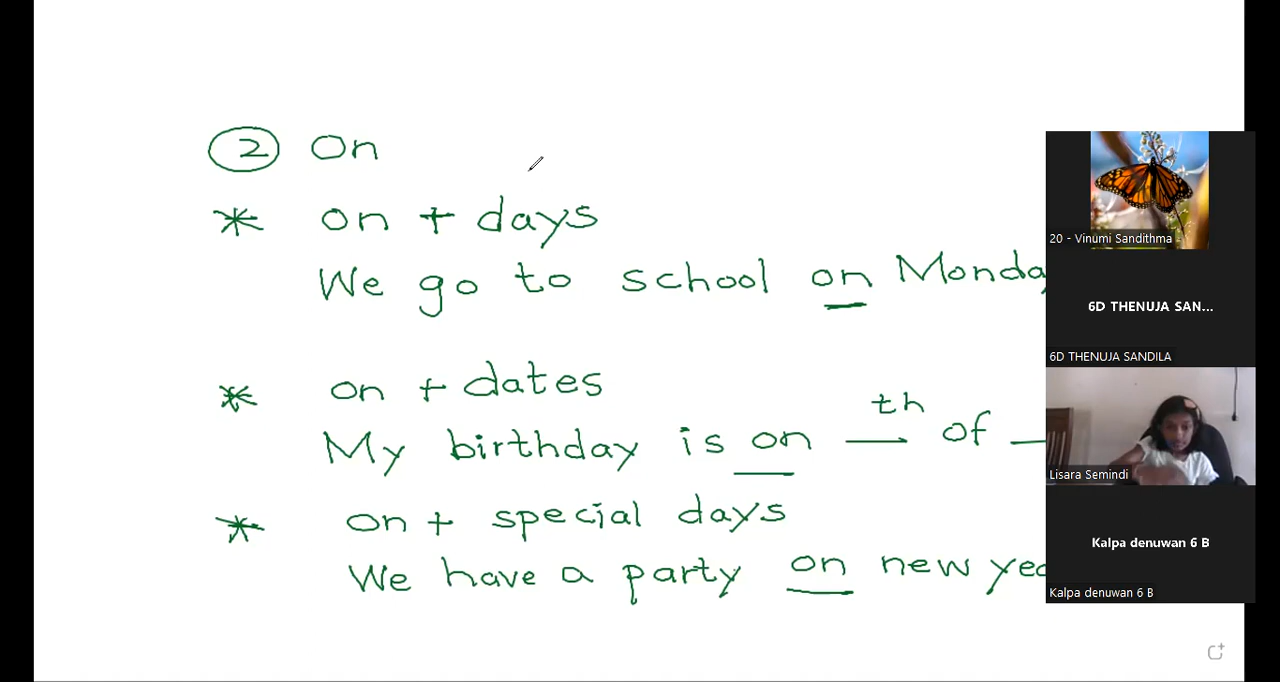 2 On
* on + days
We go to school on Monda
* on + dates
My birthday is on __ th of __
* on + special days
We have a party on new yea
20 - Vinumi Sandithma
6D THENUJA SAN...
6D THENUJA SANDILA
Lisara Semindi
Kalpa denuwan 6 B
Kalpa denuwan 6 B